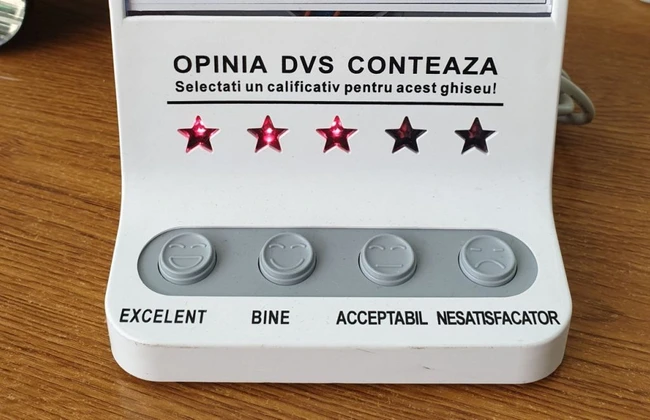 OPINIA DVS CONTEAZA
Selectati un calificativ pentru acest ghiseu!
EXCELENT BINE ACCEPTABIL NESATISFACATOR